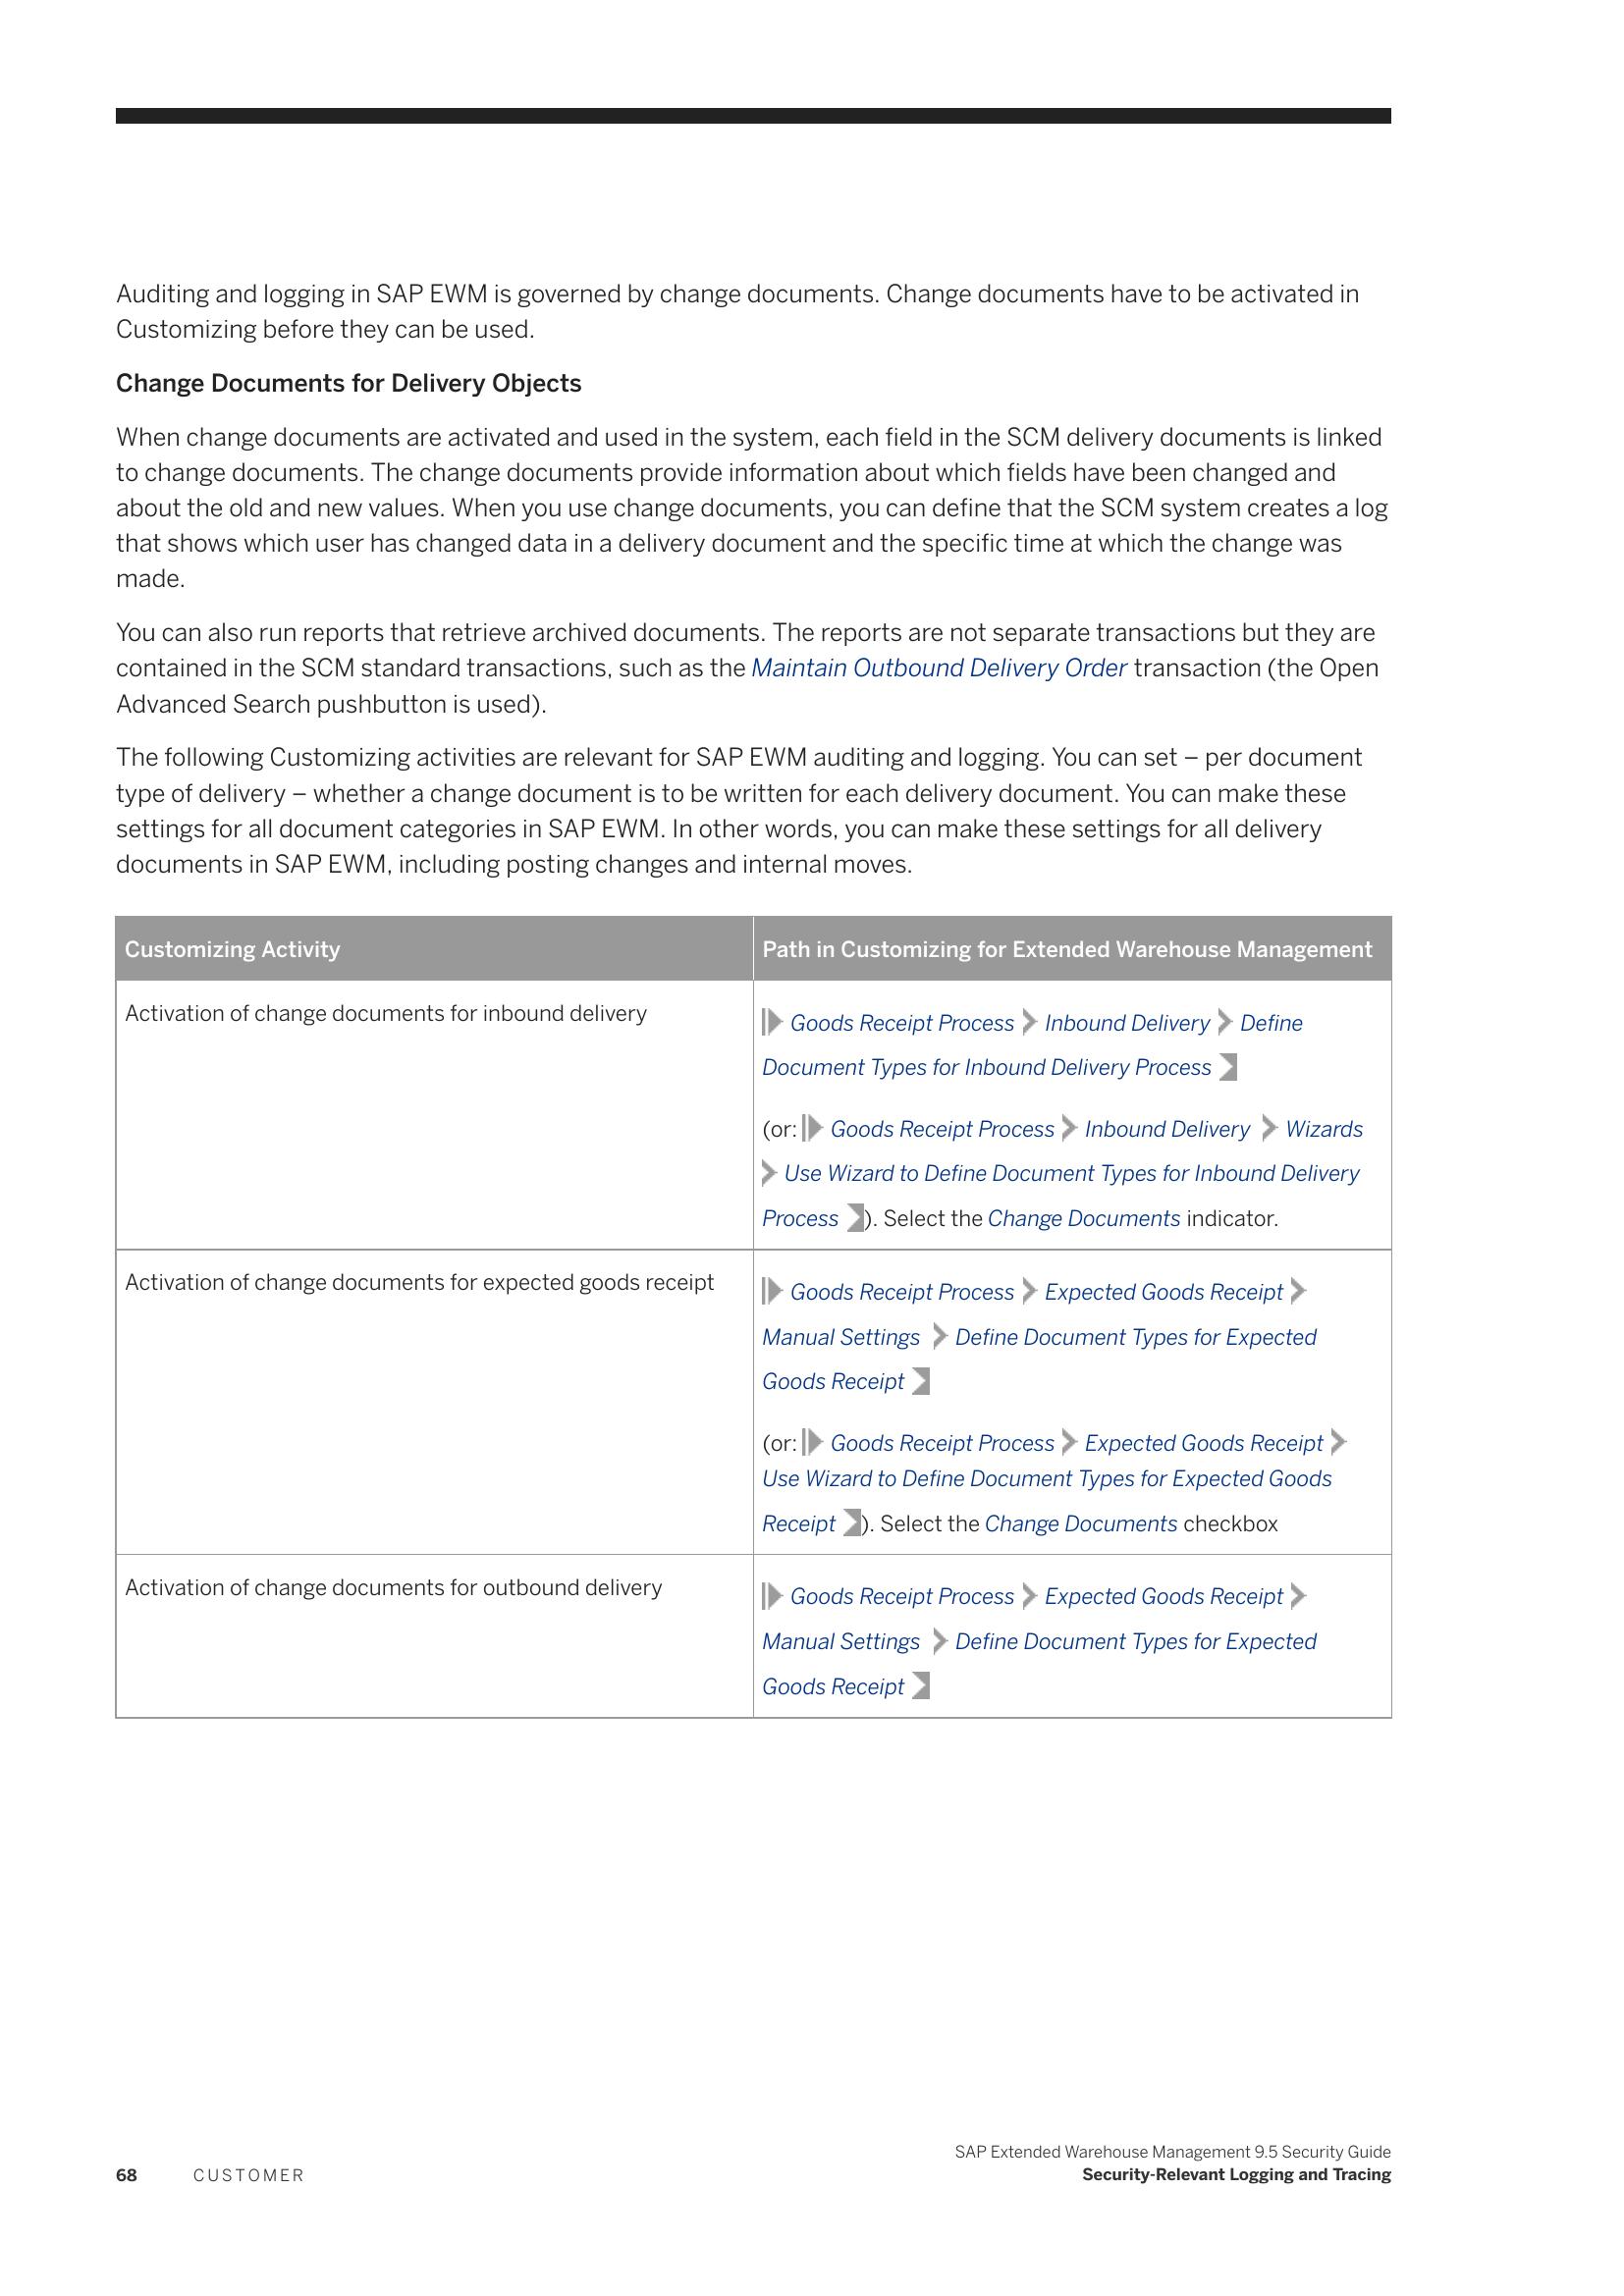 Auditing and logging in SAP EWM is governed by change documents. Change documents have to be activated in
Customizing before they can be used.
Change Documents for Delivery Objects
When change documents are activated and used in the system, each field in the SCM delivery documents is linked
to change documents. The change documents provide information about which fields have been changed and
about the old and new values. When you use change documents, you can define that the SCM system creates a log
that shows which user has changed data in a delivery document and the specific time at which the change was
made.
You can also run reports that retrieve archived documents. The reports are not separate transactions but they are
contained in the SCM standard transactions, such as the Maintain Outbound Delivery Order transaction (the Open
Advanced Search pushbutton is used).
The following Customizing activities are relevant for SAP EWM auditing and logging. You can set – per document
type of delivery – whether a change document is to be written for each delivery document. You can make these
settings for all document categories in SAP EWM. In other words, you can make these settings for all delivery
documents in SAP EWM, including posting changes and internal moves.
Customizing Activity
Path in Customizing for Extended Warehouse Management
Activation of change documents for inbound delivery
Goods Receipt Process Inbound Delivery Define
Document Types for Inbound Delivery Process
(or: Goods Receipt Process Inbound Delivery Wizards
Use Wizard to Define Document Types for Inbound Delivery
Process ). Select the Change Documents indicator.
Activation of change documents for expected goods receipt
Goods Receipt Process Expected Goods Receipt
Manual Settings Define Document Types for Expected
Goods Receipt
(or: Goods Receipt Process Expected Goods Receipt
Use Wizard to Define Document Types for Expected Goods
Receipt ). Select the Change Documents checkbox
Activation of change documents for outbound delivery
Goods Receipt Process Expected Goods Receipt
Manual Settings Define Document Types for Expected
Goods Receipt
SAP Extended Warehouse Management 9.5 Security Guide
68 CUSTOMER Security-Relevant Logging and Tracing